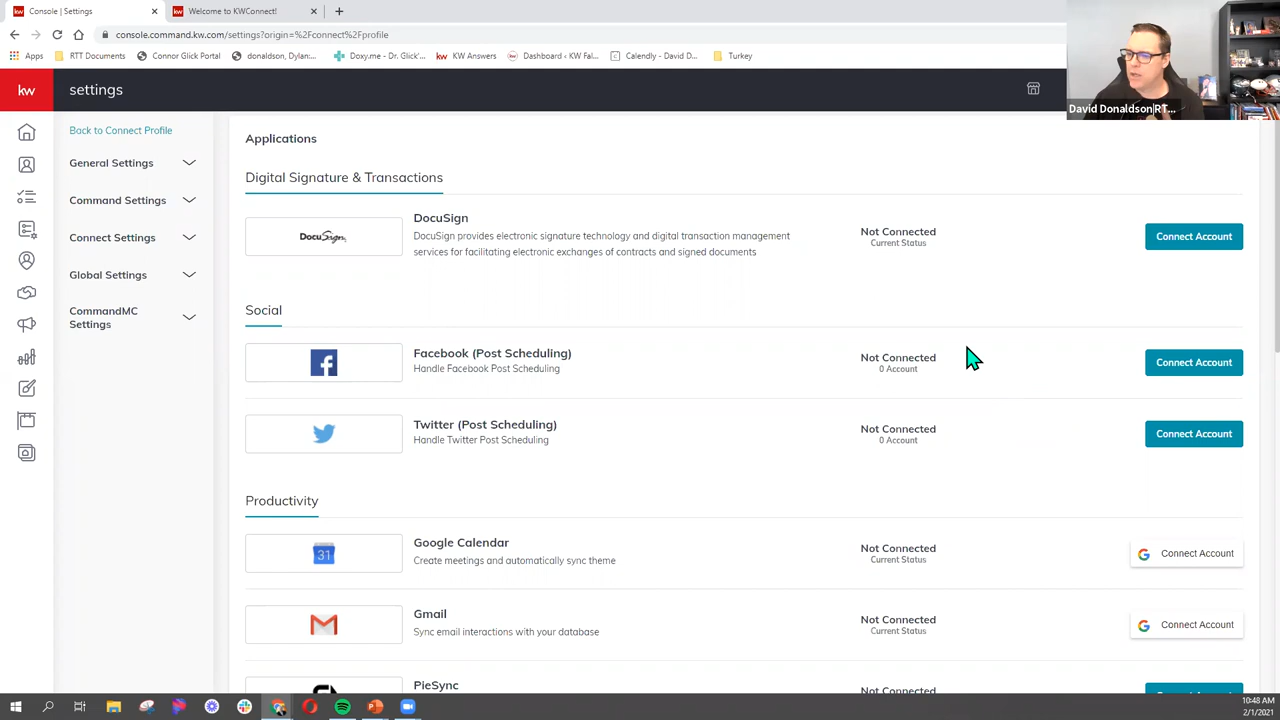 Console | Settings
Welcome to KWConnect!
console.command.kw.com/settings?origin=%2Fconnect%2Fprofile
Apps
RTT Documents
Connor Glick Portal
donaldson, Dylan:...
Doxy.me - Dr. Glick'...
KW Answers
Dashboard · KW Fal...
Calendly - David D...
Turkey
kw
settings
David Donaldson|RT...
Back to Connect Profile
General Settings
Command Settings
Connect Settings
Global Settings
CommandMC
Settings
Applications
Digital Signature & Transactions
DocuSign
DocuSign
DocuSign provides electronic signature technology and digital transaction management
services for facilitating electronic exchanges of contracts and signed documents
Not Connected
Current Status
Connect Account
Social
Facebook (Post Scheduling)
Handle Facebook Post Scheduling
Not Connected
0 Account
Connect Account
Twitter (Post Scheduling)
Handle Twitter Post Scheduling
Not Connected
0 Account
Connect Account
Productivity
31
Google Calendar
Create meetings and automatically sync theme
Not Connected
Current Status
Connect Account
Gmail
Sync email interactions with your database
Not Connected
Current Status
Connect Account
PieSync
Not Connected
10:48 AM
2/1/2021